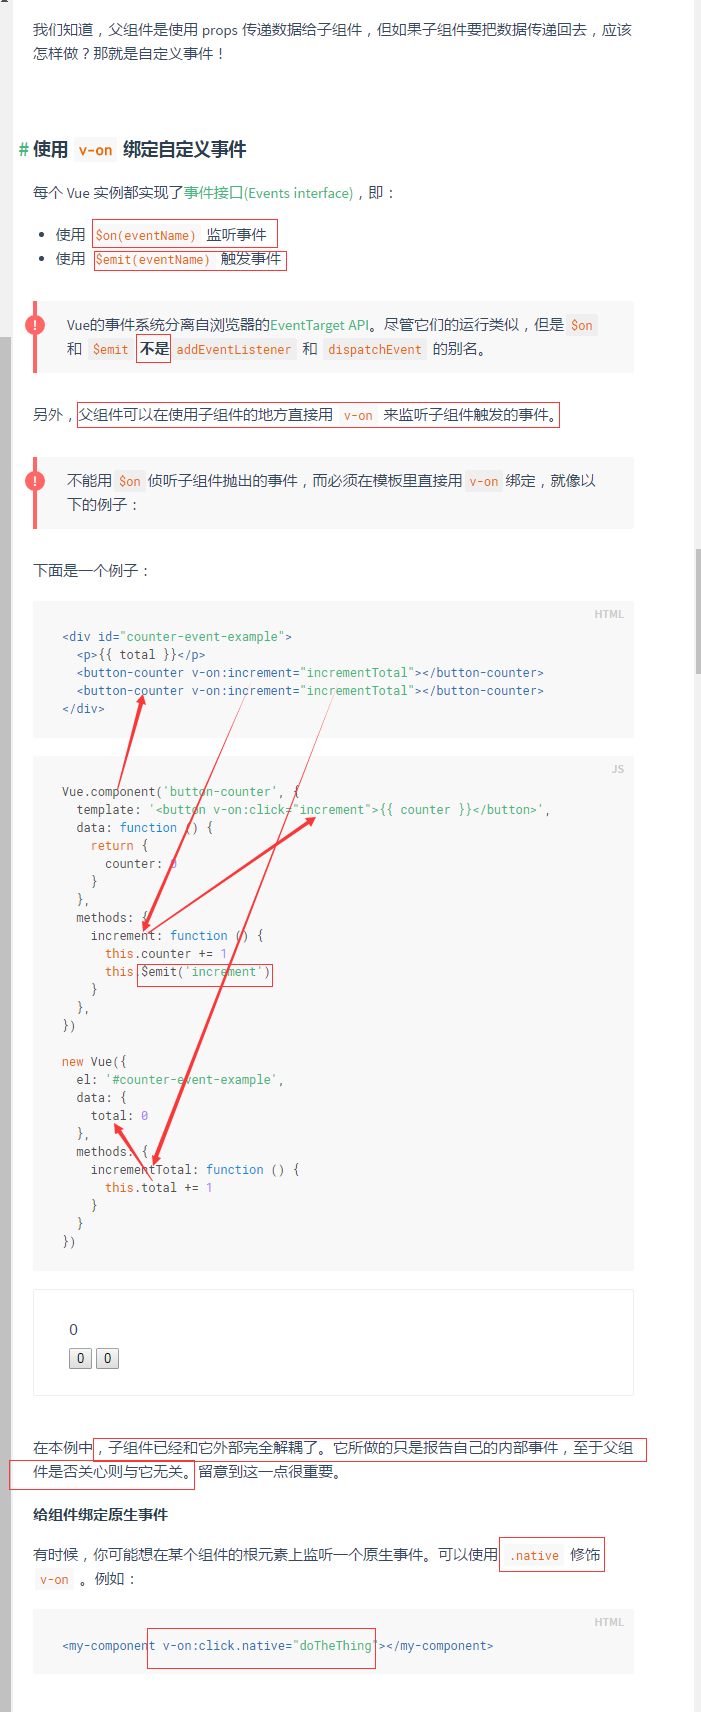 我们知道，父组件是使用 props 传递数据给子组件，但如果子组件要把数据传递回去，应该
怎样做？那就是自定义事件！
# 使用 v-on 绑定自定义事件
每个 Vue 实例都实现了事件接口(Events interface)，即：
• 使用 $on(eventName) 监听事件
• 使用 $emit(eventName) 触发事件
! Vue的事件系统分离自浏览器的EventTarget API。尽管它们的运行类似，但是 $on
和 $emit 不是 addEventListener 和 dispatchEvent 的别名。
另外，父组件可以在使用子组件的地方直接用 v-on 来监听子组件触发的事件。
! 不能用 $on 侦听子组件抛出的事件，而必须在模板里直接用 v-on 绑定，就像以
下的例子：
下面是一个例子：
HTML
<div id="counter-event-example">
  <p>{{ total }}</p>
  <button-counter v-on:increment="incrementTotal"></button-counter>
  <button-counter v-on:increment="incrementTotal"></button-counter>
</div>
JS
Vue.component('button-counter', {
  template: '<button v-on:click="increment">{{ counter }}</button>',
  data: function () {
    return {
      counter: 0
    }
  },
  methods: {
    increment: function () {
      this.counter += 1
      this.$emit('increment')
    }
  },
})
new Vue({
  el: '#counter-event-example',
  data: {
    total: 0
  },
  methods: {
    incrementTotal: function () {
      this.total += 1
    }
  }
})
0
0 0
在本例中，子组件已经和它外部完全解耦了。它所做的只是报告自己的内部事件，至于父组
件是否关心则与它无关。留意到这一点很重要。
给组件绑定原生事件
有时候，你可能想在某个组件的根元素上监听一个原生事件。可以使用 .native 修饰
v-on 。例如：
HTML
<my-component v-on:click.native="doTheThing"></my-component>